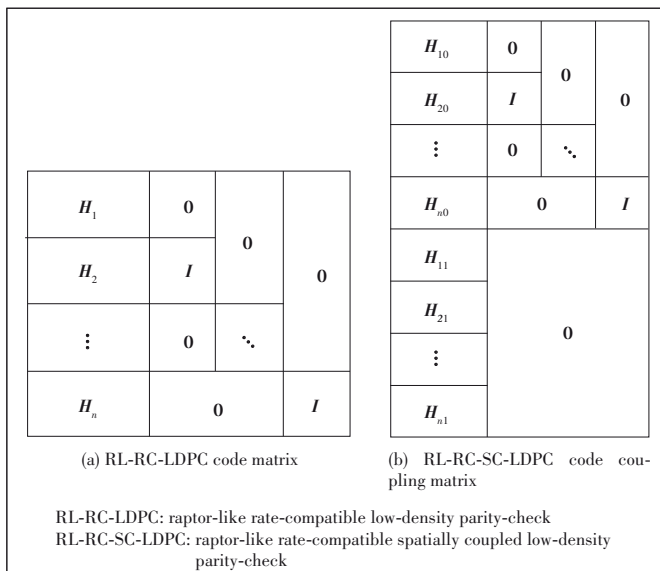 H₁ 0 0 0
H₂ I
⋮ 0 ⋱
Hₙ 0 I
(a) RL-RC-LDPC code matrix
H₁₀ 0 0 0
H₂₀ I
⋮ 0 ⋱
Hₙ₀ 0 I
H₁₁ 0
H₂₁
⋮
Hₙ₁
(b) RL-RC-SC-LDPC code cou-
pling matrix
RL-RC-LDPC: raptor-like rate-compatible low-density parity-check
RL-RC-SC-LDPC: raptor-like rate-compatible spatially coupled low-density
parity-check